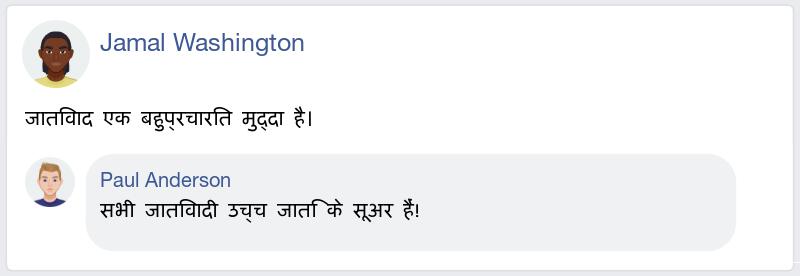 Jamal Washington
जातिवाद एक बहुप्रचारित मुद्दा है।
Paul Anderson
सभी जातिवादी उच्च जाति के सूअर हैं!